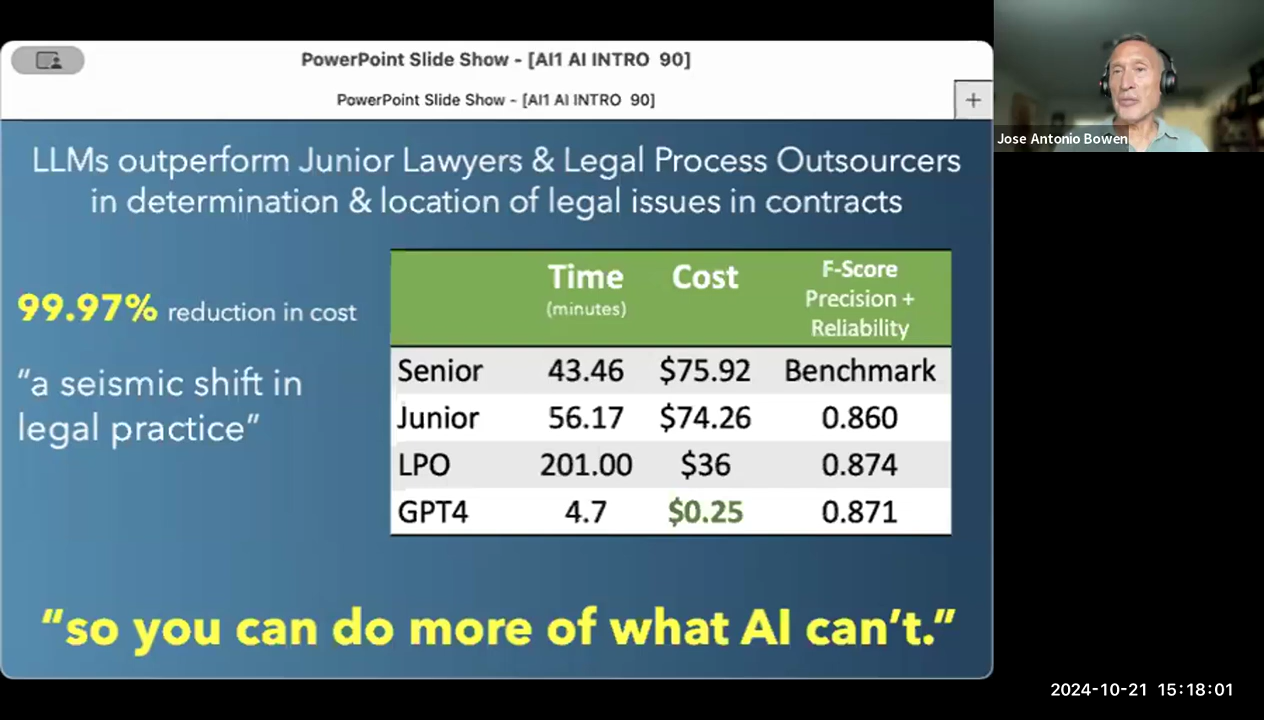 PowerPoint Slide Show - [AI1 AI INTRO  90]
PowerPoint Slide Show - [AI1 AI INTRO  90]
+
Jose Antonio Bowen
LLMs outperform Junior Lawyers & Legal Process Outsourcers
in determination & location of legal issues in contracts
99.97% reduction in cost
“a seismic shift in
legal practice”
Time Cost F-Score
(minutes) Precision +
Reliability
Senior 43.46 $75.92 Benchmark
Junior 56.17 $74.26 0.860
LPO 201.00 $36 0.874
GPT4 4.7 $0.25 0.871
“so you can do more of what AI can’t.”
2024-10-21 15:18:01